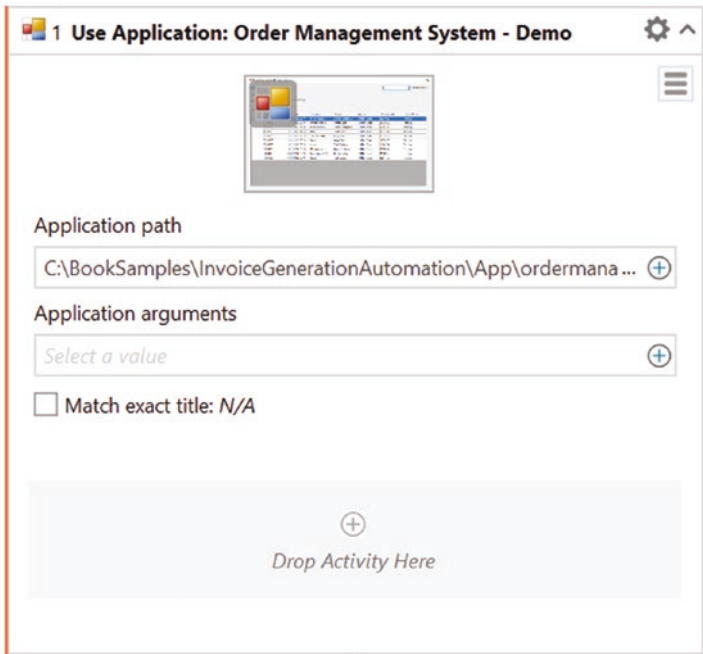 1 Use Application: Order Management System - Demo
Application path
C:\BookSamples\InvoiceGenerationAutomation\App\ordermana ...
Application arguments
Select a value
Match exact title: N/A
Drop Activity Here